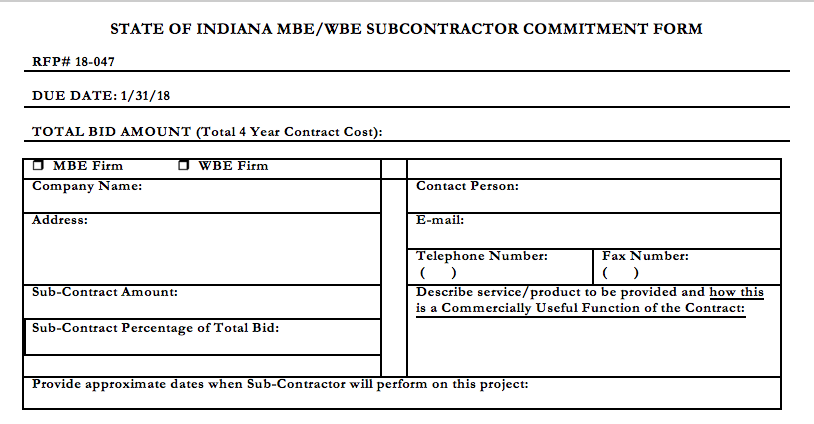 STATE OF INDIANA MBE/WBE SUBCONTRACTOR COMMITMENT FORM
RFP# 18-047
DUE DATE: 1/31/18
TOTAL BID AMOUNT (Total 4 Year Contract Cost):
❒ MBE Firm ❒ WBE Firm
Company Name:
Contact Person:
Address:
E-mail:
Telephone Number:
( )
Fax Number:
( )
Sub-Contract Amount:
Sub-Contract Percentage of Total Bid:
Describe service/product to be provided and how this
is a Commercially Useful Function of the Contract:
Provide approximate dates when Sub-Contractor will perform on this project: